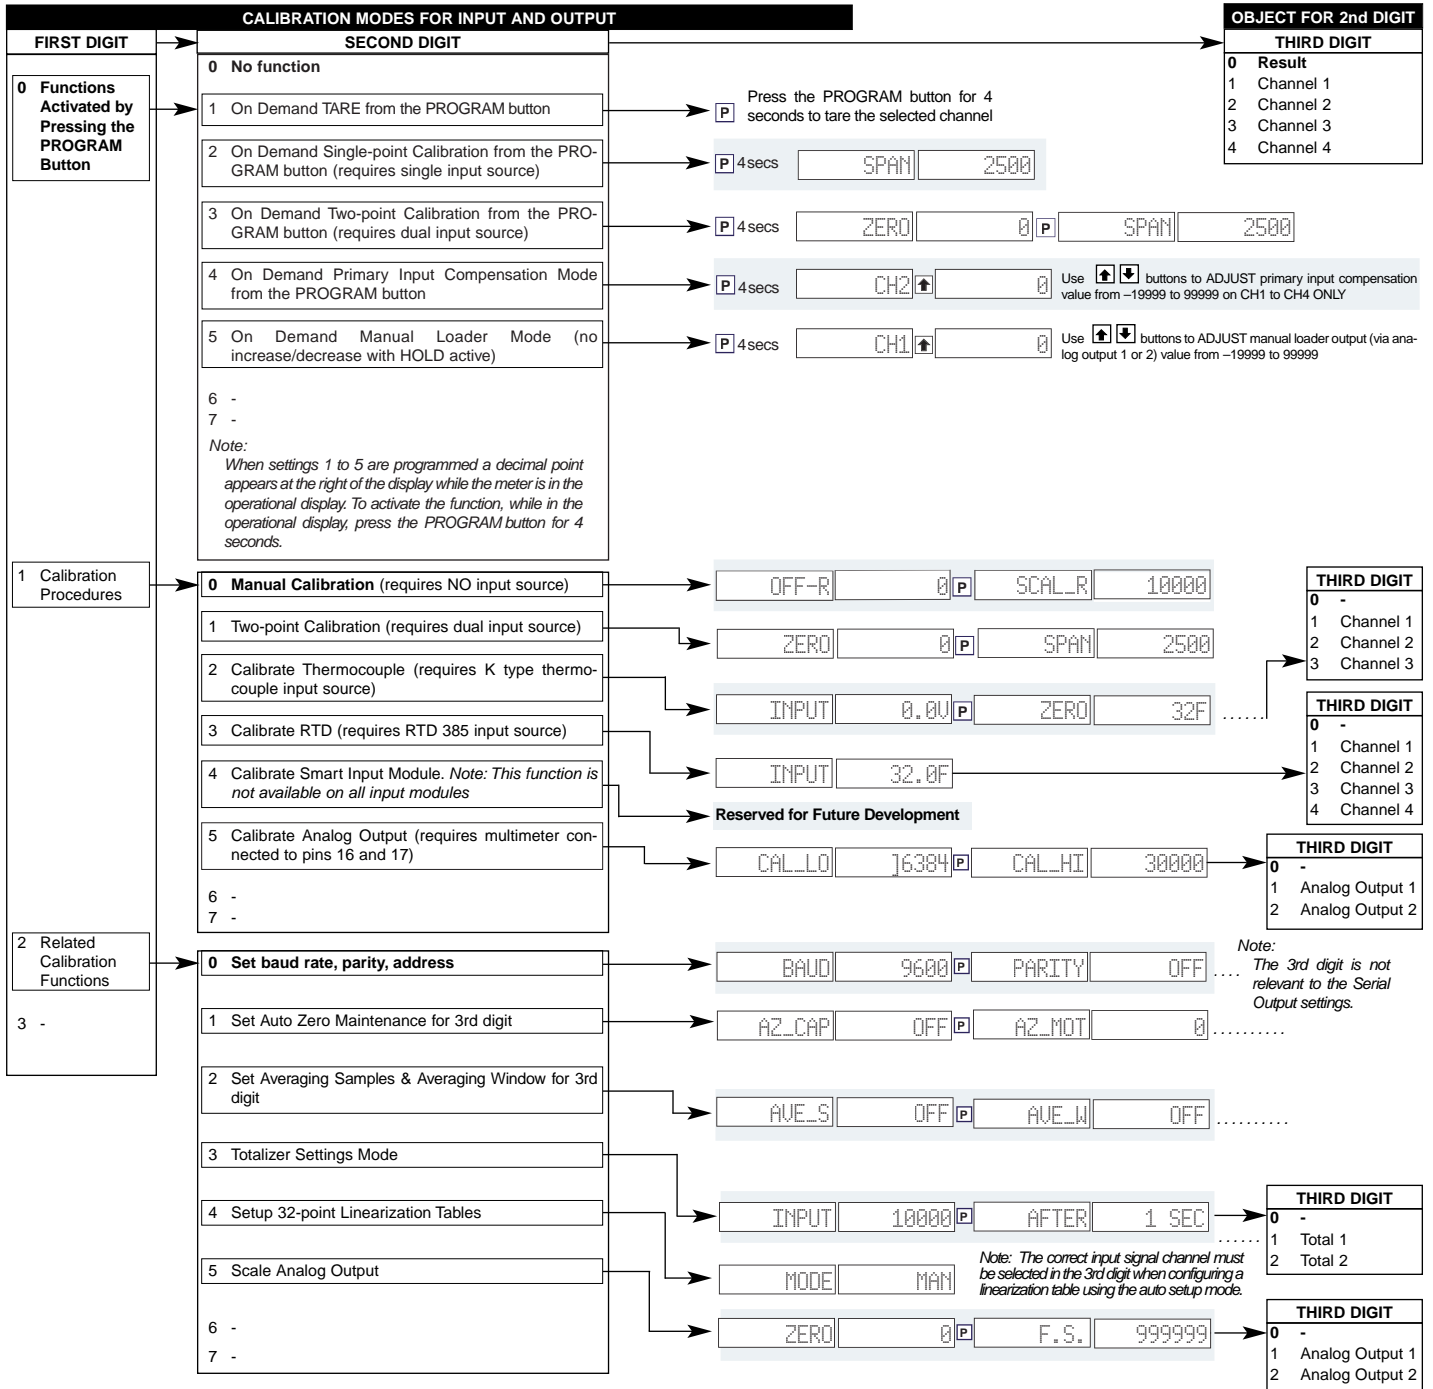 CALIBRATION MODES FOR INPUT AND OUTPUT
OBJECT FOR 2nd DIGIT
FIRST DIGIT
SECOND DIGIT
THIRD DIGIT
0 Result
1 Channel 1
2 Channel 2
3 Channel 3
4 Channel 4
0 Functions
Activated by
Pressing the
PROGRAM
Button
0 No function
1 On Demand TARE from the PROGRAM button
P Press the PROGRAM button for 4
seconds to tare the selected channel
2 On Demand Single-point Calibration from the PRO-
GRAM button (requires single input source)
P 4 secs SPAN 2500
3 On Demand Two-point Calibration from the PRO-
GRAM button (requires dual input source)
P 4 secs ZERO 0 P SPAN 2500
4 On Demand Primary Input Compensation Mode
from the PROGRAM button
P 4 secs CH2 0
Use buttons to ADJUST primary input compensation
value from –19999 to 99999 on CH1 to CH4 ONLY
5 On Demand Manual Loader Mode (no
increase/decrease with HOLD active)
P 4 secs CH1 0
Use buttons to ADJUST manual loader output (via ana-
log output 1 or 2) value from –19999 to 99999
6 -
7 -
Note:
When settings 1 to 5 are programmed a decimal point
appears at the right of the display while the meter is in the
operational display. To activate the function, while in the
operational display, press the PROGRAM button for 4
seconds.
1 Calibration
Procedures
0 Manual Calibration (requires NO input source)
OFF-R 0 P SCAL_R 10000
1 Two-point Calibration (requires dual input source)
ZERO 0 P SPAN 2500
2 Calibrate Thermocouple (requires K type thermo-
couple input source)
INPUT 0.0V P ZERO 32F ......
THIRD DIGIT
0 -
1 Channel 1
2 Channel 2
3 Channel 3
3 Calibrate RTD (requires RTD 385 input source)
INPUT 32.0F
THIRD DIGIT
0 -
1 Channel 1
2 Channel 2
3 Channel 3
4 Channel 4
4 Calibrate Smart Input Module. Note: This function is
not available on all input modules
Reserved for Future Development
5 Calibrate Analog Output (requires multimeter con-
nected to pins 16 and 17)
CAL_LO ]6384 P CAL_HI 30000
THIRD DIGIT
0 -
1 Analog Output 1
2 Analog Output 2
6 -
7 -
2 Related
Calibration
Functions
3 -
0 Set baud rate, parity, address
BAUD 9600 P PARITY OFF ....
Note:
The 3rd digit is not
relevant to the Serial
Output settings.
1 Set Auto Zero Maintenance for 3rd digit
AZ_CAP OFF P AZ_MOT 0 ..........
2 Set Averaging Samples & Averaging Window for 3rd
digit
AVE_S OFF P AVE_W OFF ..........
3 Totalizer Settings Mode
INPUT 10000 P AFTER 1 SEC ......
THIRD DIGIT
0 -
1 Total 1
2 Total 2
4 Setup 32-point Linearization Tables
MODE MAN
Note: The correct input signal channel must
be selected in the 3rd digit when configuring a
linearization table using the auto setup mode.
5 Scale Analog Output
ZERO 0 P F.S. 999999
THIRD DIGIT
0 -
1 Analog Output 1
2 Analog Output 2
6 -
7 -